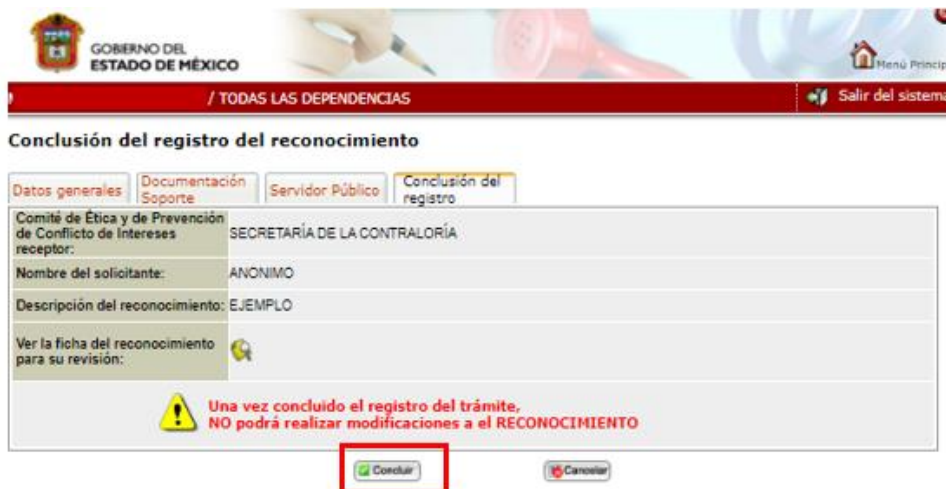 GOBIERNO DEL
ESTADO DE MÉXICO
Menú Princip
/ TODAS LAS DEPENDENCIAS
Salir del sistema
Conclusión del registro del reconocimiento
Datos generales
Documentación
Soporte
Servidor Público
Conclusión del
registro
Comité de Ética y de Prevención
de Conflicto de Intereses
receptor:
SECRETARÍA DE LA CONTRALORÍA
Nombre del solicitante:
ANONIMO
Descripción del reconocimiento:
EJEMPLO
Ver la ficha del reconocimiento
para su revisión:
Una vez concluido el registro del trámite,
NO podrá realizar modificaciones a el RECONOCIMIENTO
Concluir
Cancelar